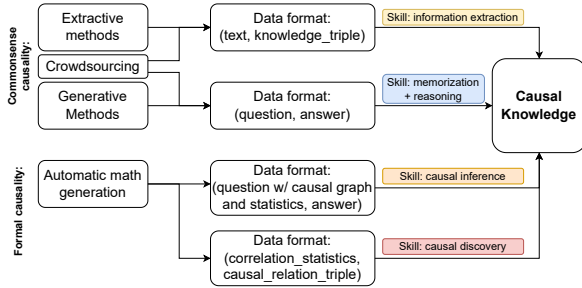 Commonsense
causality:
Extractive
methods
Crowdsourcing
Generative
Methods
Data format:
(text, knowledge_triple)
Data format:
(question, answer)
Skill: information extraction
Skill: memorization
+ reasoning
Causal
Knowledge
Formal causality:
Automatic math
generation
Data format:
(question w/ causal graph
and statistics, answer)
Data format:
(correlation_statistics,
causal_relation_triple)
Skill: causal inference
Skill: causal discovery